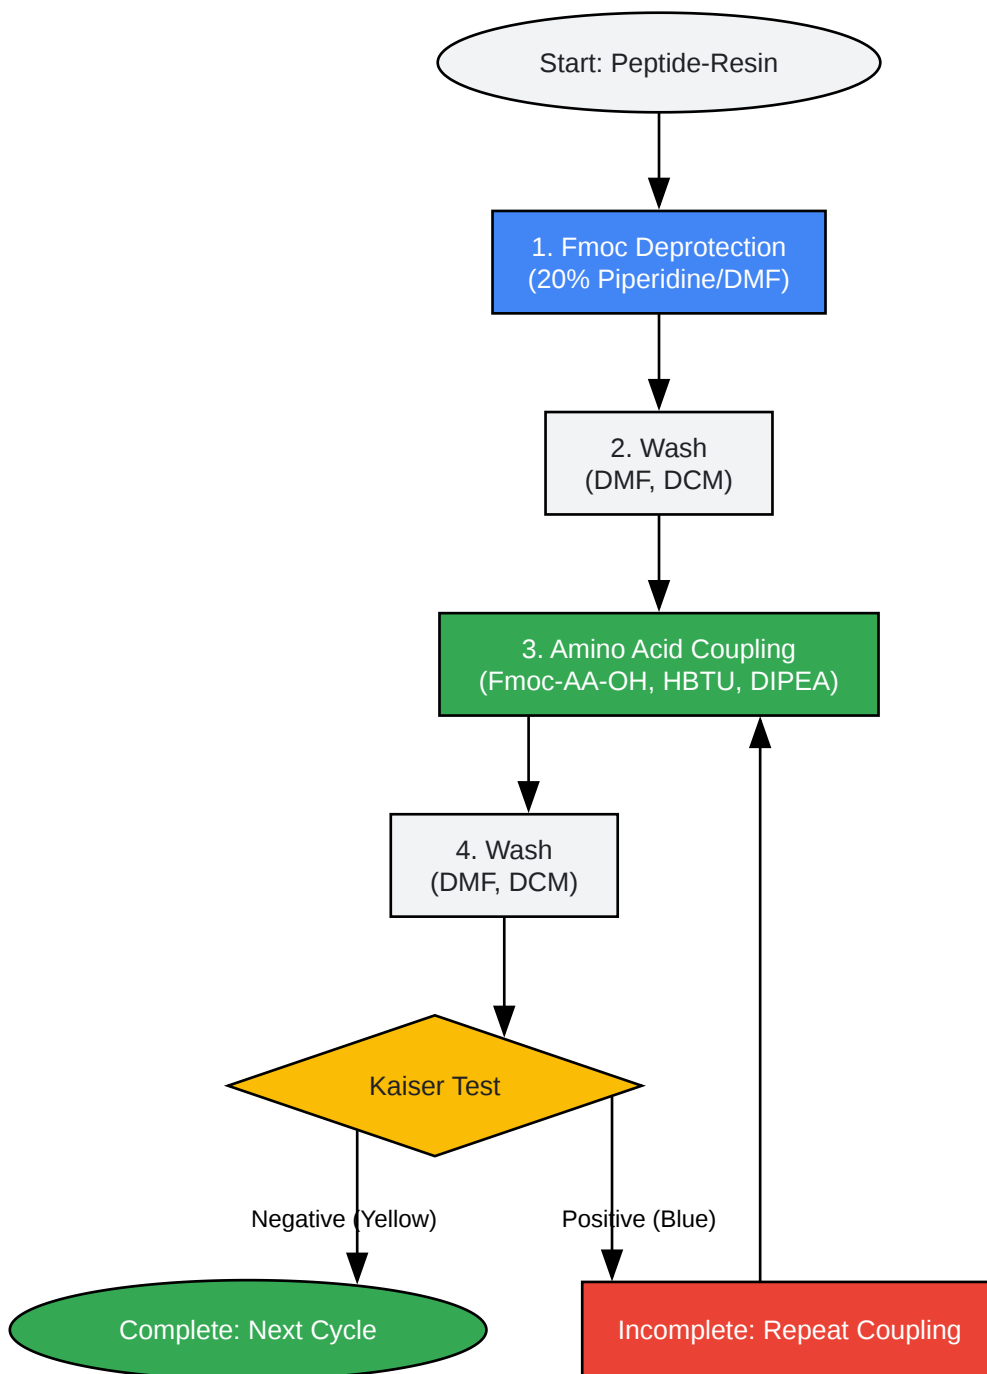 Start: Peptide-Resin
1. Fmoc Deprotection
(20% Piperidine/DMF)
2. Wash
(DMF, DCM)
3. Amino Acid Coupling
(Fmoc-AA-OH, HBTU, DIPEA)
4. Wash
(DMF, DCM)
Kaiser Test
Negative (Yellow)
Positive (Blue)
Complete: Next Cycle
Incomplete: Repeat Coupling